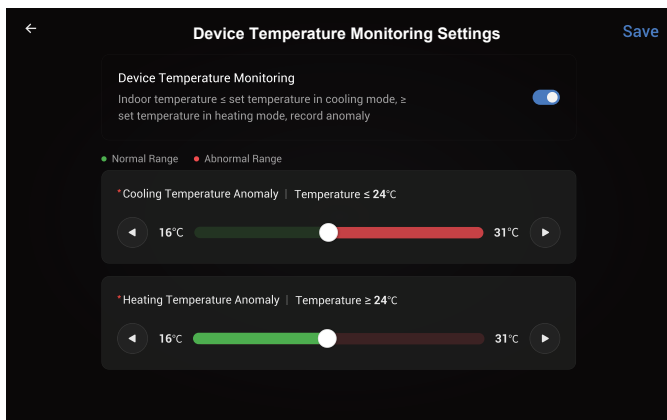 Device Temperature Monitoring Settings
Save
Device Temperature Monitoring
Indoor temperature ≤ set temperature in cooling mode, ≥
set temperature in heating mode, record anomaly
Normal Range
Abnormal Range
*Cooling Temperature Anomaly | Temperature ≤ 24°C
16°C
31°C
*Heating Temperature Anomaly | Temperature ≥ 24°C
16°C
31°C